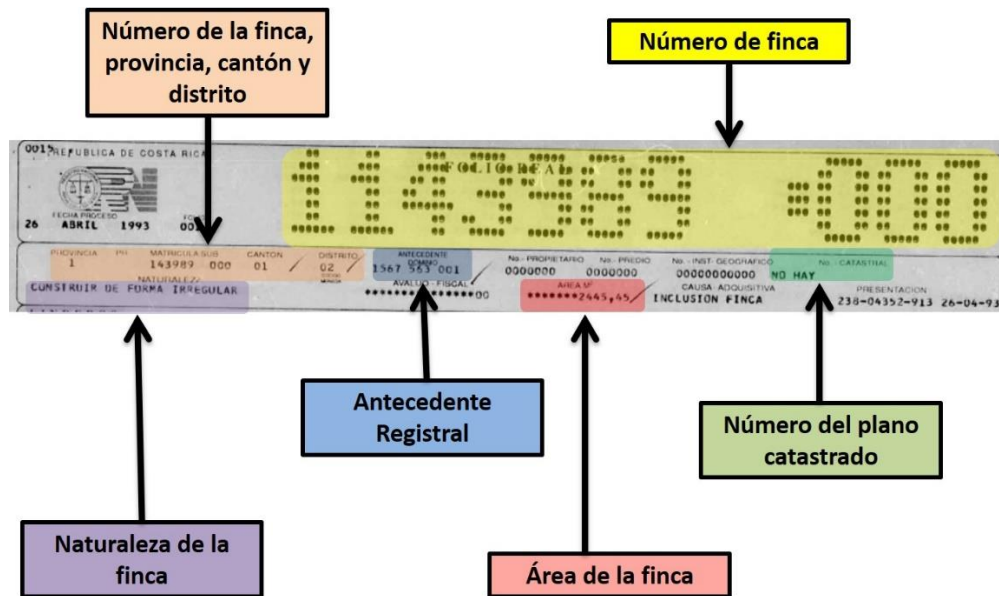 Número de la finca,
provincia, cantón y
distrito
Número de finca
0015
REPUBLICA DE COSTA RICA
FOLIO REAL
1143989 =000
FECHA PROCESO
26 ABRIL 1993
PROVINCIA PH MATRICULA SUB CANTON DISTRITO ANTECEDENTE DOMINIO No.-PROPIETARIO No.-PREDIO No.-INST-GEOGRAFICO No.-CATASTRAL
1 143989 000 01 02 1567 563 001 0000000 0000000 00000000000 NO HAY
NATURALEZA AVALUO-FISCAL AREA M² CAUSA-ADQUISITIVA PRESENTACION
CONSTRUIR DE FORMA IRREGULAR **************00 *******2445,45 INCLUSION FINCA 238-04352-913 26-04-93
Antecedente
Registral
Número del plano
catastrado
Naturaleza de la
finca
Área de la finca